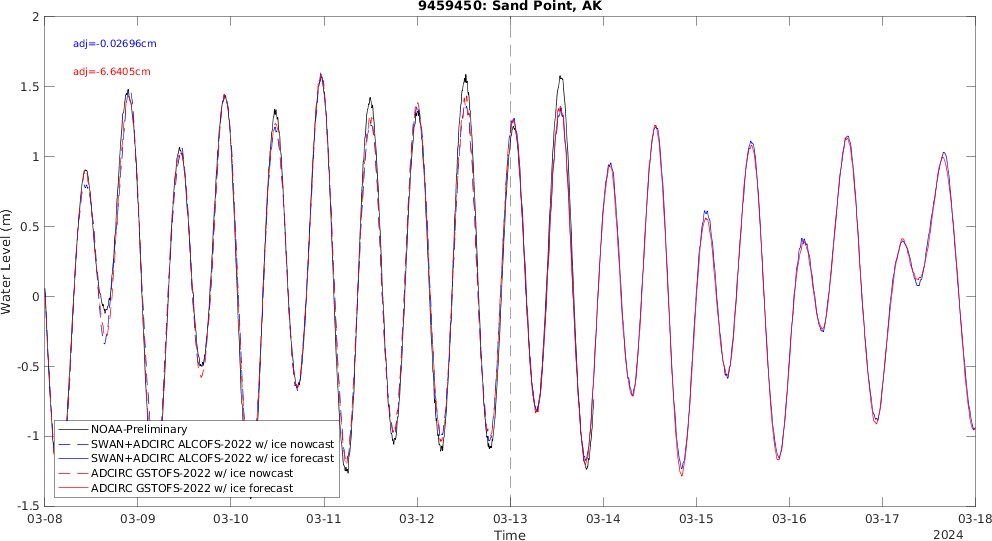 9459450: Sand Point, AK
2
adj=-0.02696cm
adj=-6.6405cm
1.5
1
0.5
0
-0.5
-1
-1.5
Water Level (m)
NOAA-Preliminary
SWAN+ADCIRC ALCOFS-2022 w/ ice nowcast
SWAN+ADCIRC ALCOFS-2022 w/ ice forecast
ADCIRC GSTOFS-2022 w/ ice nowcast
ADCIRC GSTOFS-2022 w/ ice forecast
03-08 03-09 03-10 03-11 03-12 03-13 03-14 03-15 03-16 03-17 03-18
Time
2024